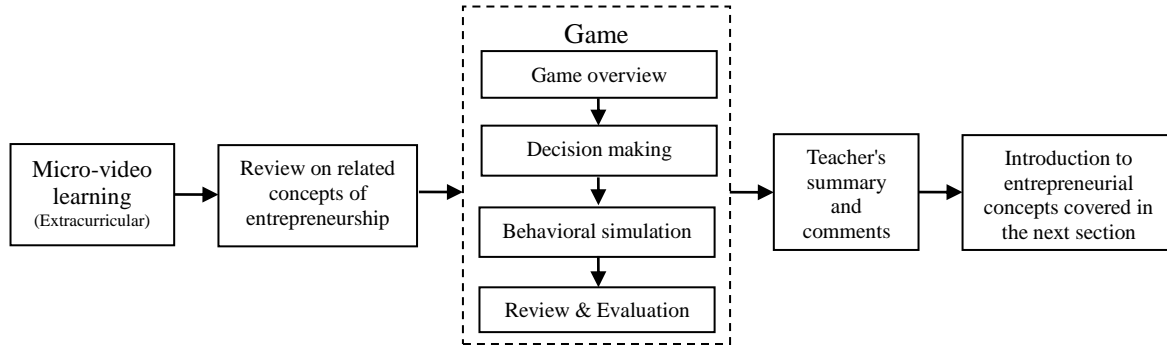 Micro-video
learning
(Extracurricular)
Review on related
concepts of
entrepreneurship
Game
Game overview
Decision making
Behavioral simulation
Review & Evaluation
Teacher's
summary
and
comments
Introduction to
entrepreneurial
concepts covered in
the next section